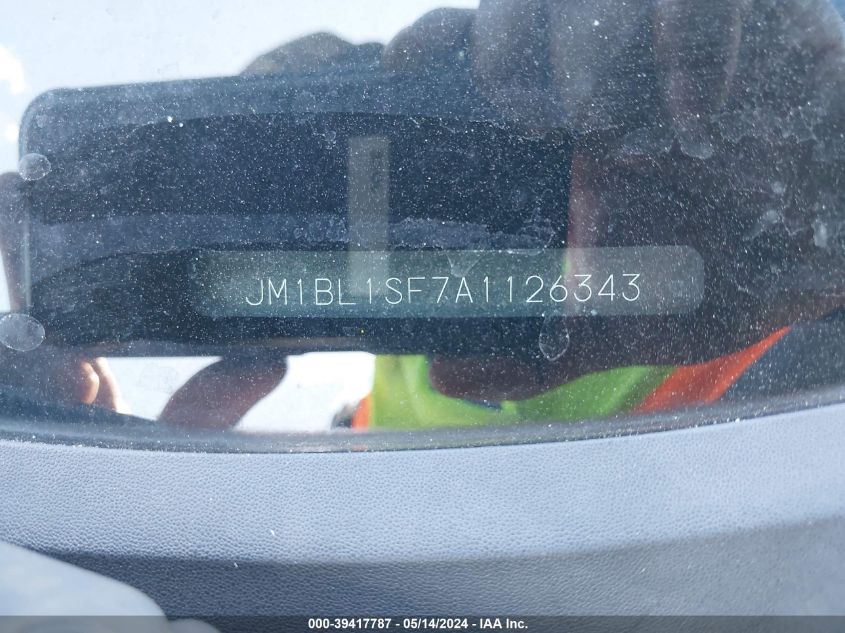 JM1BL1SF7A1126343
000-39417787 - 05/14/2024 - IAA Inc.